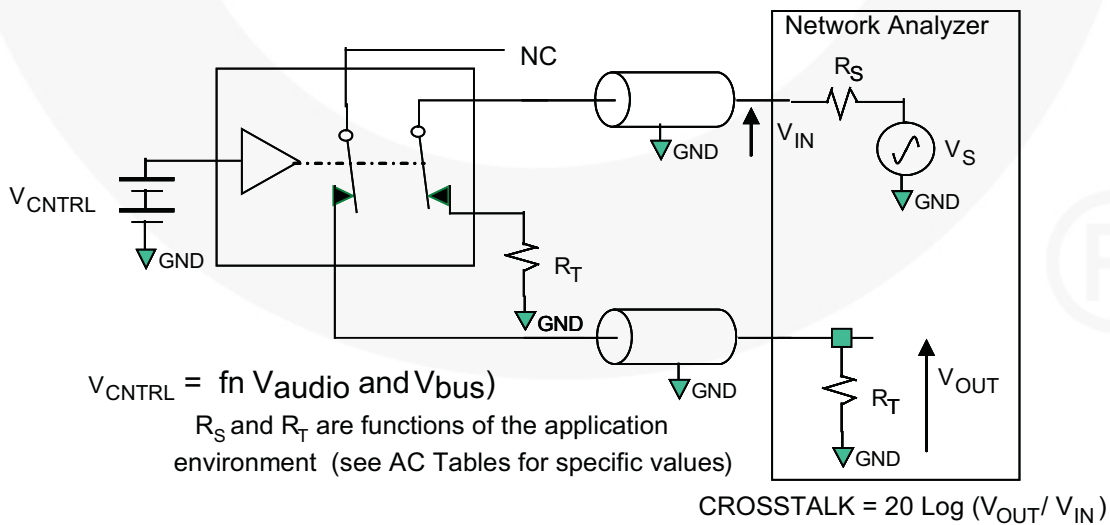 Network Analyzer
NC
RS
VIN
VS
GND
GND
VCNTRL
GND
RT
GND
GND
VOUT
RT
GND
VCNTRL = fn Vaudio and Vbus)
RS and RT are functions of the application
environment (see AC Tables for specific values)
CROSSTALK = 20 Log (VOUT/ VIN)
®